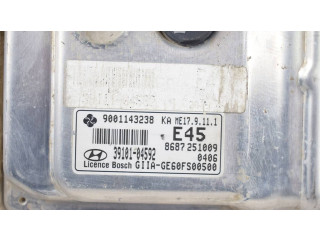 9001143238 KA ME17.9.11.1
E45
8687251009
39101-04592 0406
Licence Bosch GIIA-GE60FS00500